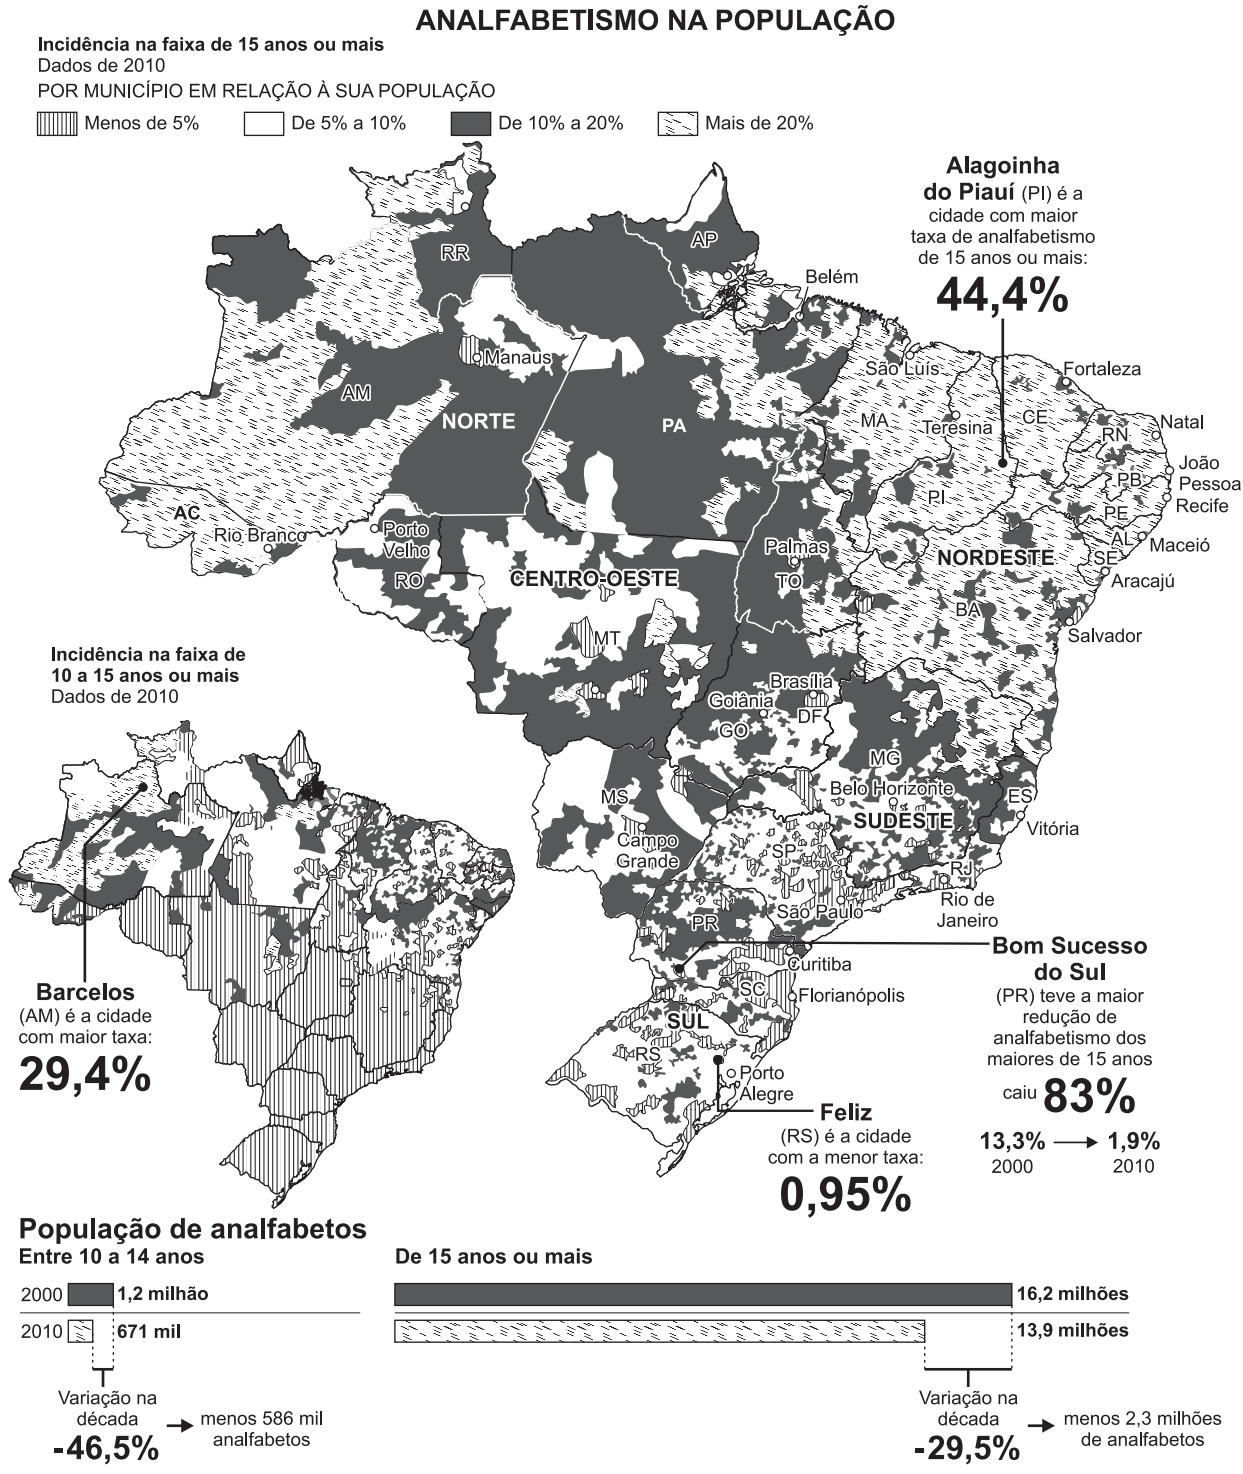 ANALFABETISMO NA POPULAÇÃO
Incidência na faixa de 15 anos ou mais
Dados de 2010
POR MUNICÍPIO EM RELAÇÃO À SUA POPULAÇÃO
Menos de 5%
De 5% a 10%
De 10% a 20%
Mais de 20%
Alagoinha
do Piauí (PI) é a
cidade com maior
taxa de analfabetismo
de 15 anos ou mais:
44,4%
RR
AP
Belém
Manaus
São Luís
Fortaleza
AM
NORTE
PA
MA
Teresina
CE
RN
Natal
João
Pessoa
PB
PI
Recife
AC
PE
Rio Branco
Porto
Velho
AL
Maceió
Palmas
NORDESTE
SE
RO
CENTRO-OESTE
TO
Aracajú
BA
MT
Salvador
Brasília
Goiânia
DF
GO
MG
MS
Belo Horizonte
ES
SUDESTE
Vitória
Campo
Grande
SP
RJ
São Paulo
Rio de
Janeiro
PR
Curitiba
SC
Florianópolis
SUL
RS
Porto
Alegre
Incidência na faixa de
10 a 15 anos ou mais
Dados de 2010
Barcelos
(AM) é a cidade
com maior taxa:
29,4%
Bom Sucesso
do Sul
(PR) teve a maior
redução de
analfabetismo dos
maiores de 15 anos
caiu 83%
13,3% 1,9%
2000 2010
Feliz
(RS) é a cidade
com a menor taxa:
0,95%
População de analfabetos
Entre 10 a 14 anos
2000 1,2 milhão
2010 671 mil
Variação na
década
-46,5%
menos 586 mil
analfabetos
De 15 anos ou mais
16,2 milhões
13,9 milhões
Variação na
década
-29,5%
menos 2,3 milhões
de analfabetos